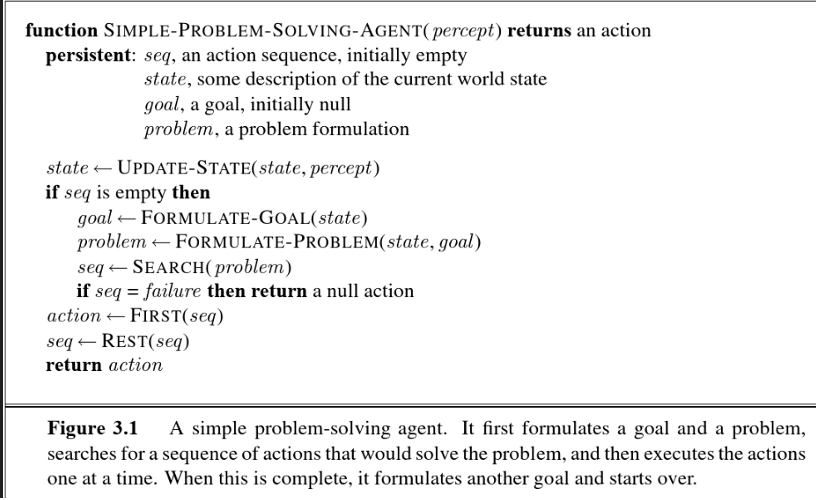 function SIMPLE-PROBLEM-SOLVING-AGENT( percept) returns an action
persistent: seq, an action sequence, initially empty
state, some description of the current world state
goal, a goal, initially null
problem, a problem formulation
state ← UPDATE-STATE(state, percept)
if seq is empty then
goal ← FORMULATE-GOAL(state)
problem ← FORMULATE-PROBLEM(state, goal)
seq ← SEARCH( problem)
if seq = failure then return a null action
action ← FIRST(seq)
seq ← REST(seq)
return action
Figure 3.1 A simple problem-solving agent. It first formulates a goal and a problem,
searches for a sequence of actions that would solve the problem, and then executes the actions
one at a time. When this is complete, it formulates another goal and starts over.